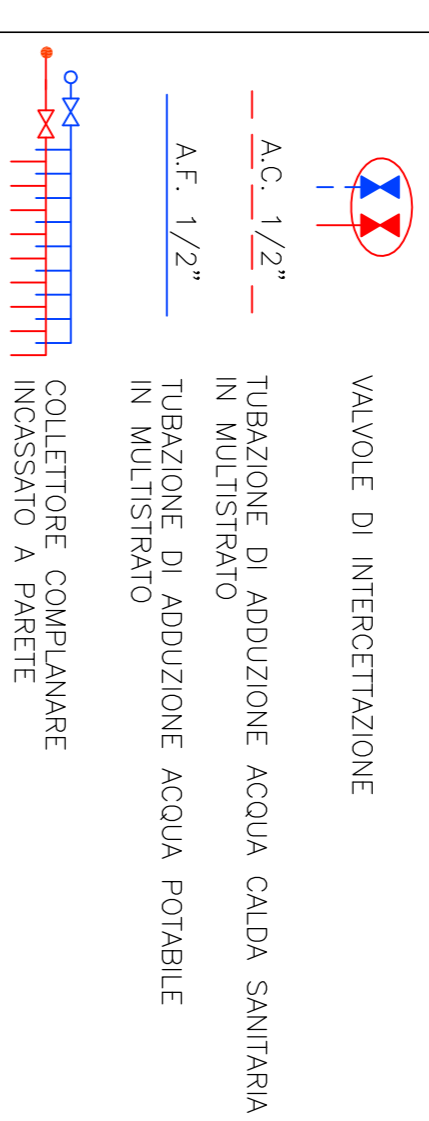 VALVOLE DI INTERCETTAZIONE
A.C. 1/2"
TUBAZIONE DI ADDUZIONE ACQUA CALDA SANITARIA
IN MULTISTRATO
A.F. 1/2"
TUBAZIONE DI ADDUZIONE ACQUA POTABILE
IN MULTISTRATO
COLLETTORE COMPLANARE
INCASSATO A PARETE